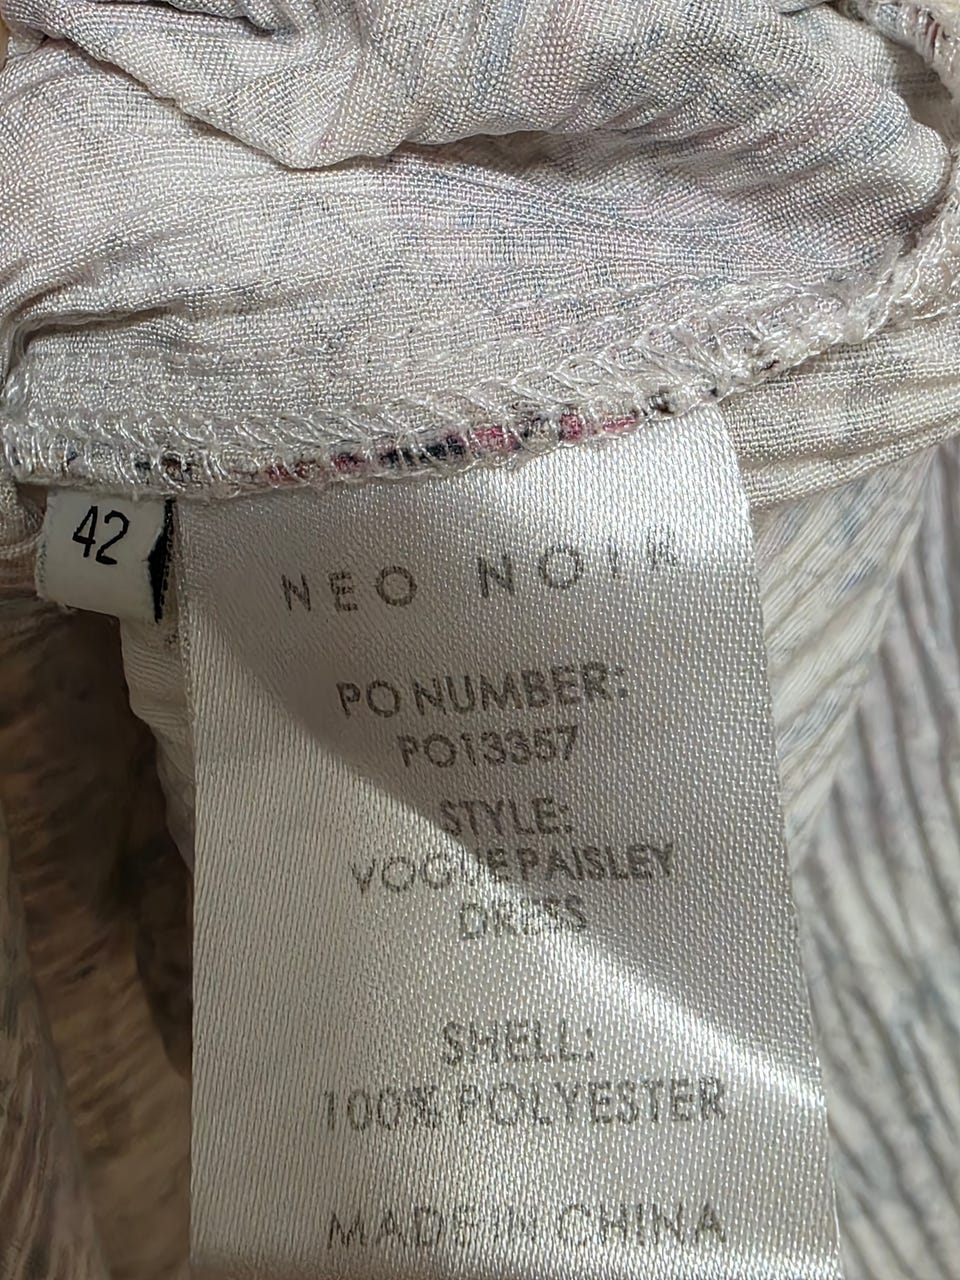 42
NEO NOIR
PO NUMBER:
PO13357
STYLE:
VOGUE PAISLEY
DRESS
SHELL:
100% POLYESTER
MADE IN CHINA